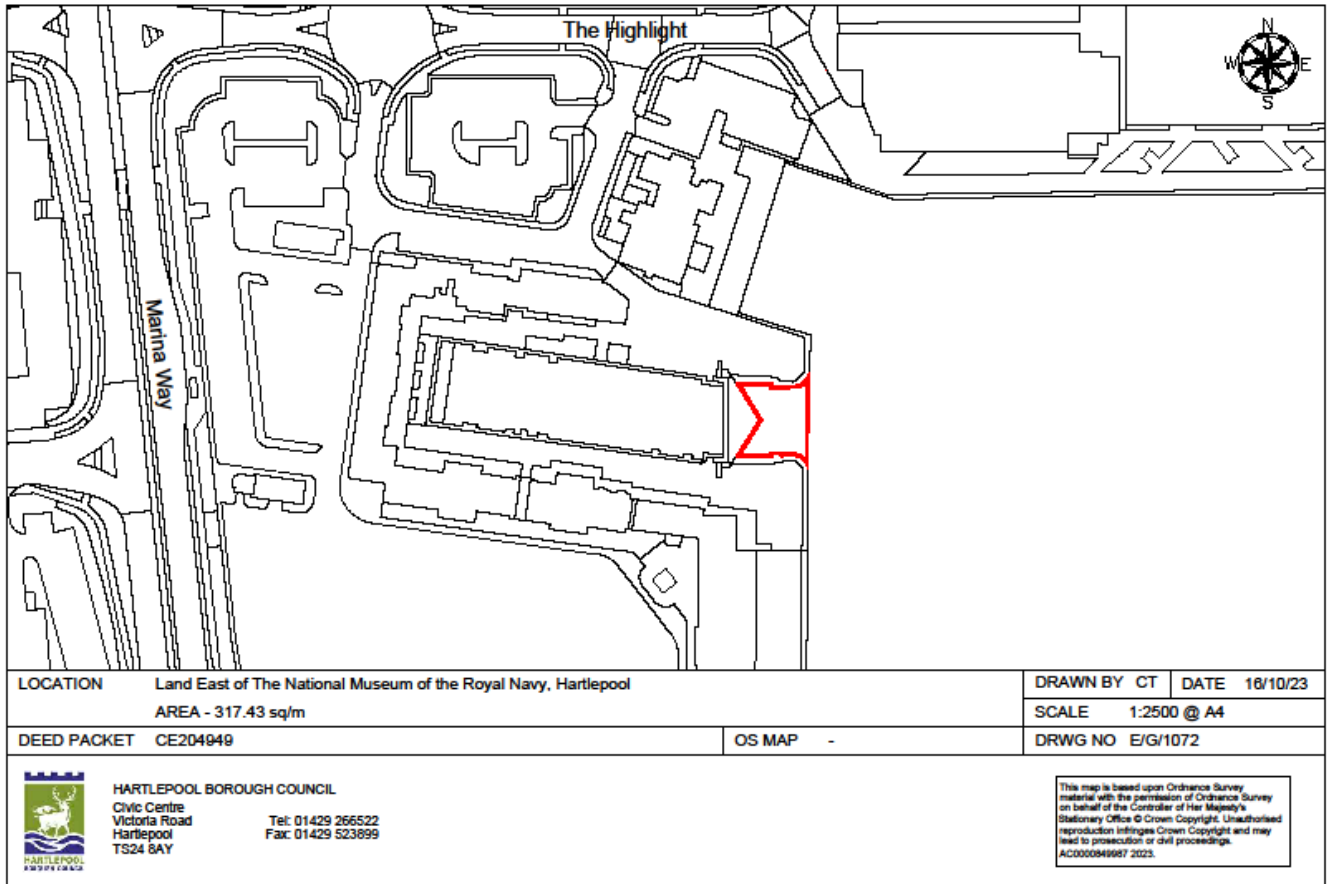 The Highlight
N
W
E
S
Marina Way
LOCATION Land East of The National Museum of the Royal Navy, Hartlepool
AREA - 317.43 sq/m
DRAWN BY CT DATE 16/10/23
SCALE 1:2500 @ A4
DEED PACKET CE204949 OS MAP - DRWG NO E/G/1072
HARTLEPOOL BOROUGH COUNCIL
Civic Centre
Victoria Road Tel: 01429 266522
Hartlepool Fax: 01429 523899
TS24 8AY
HARTLEPOOL
BOROUGH COUNCIL
This map is based upon Ordnance Survey
material with the permission of Ordnance Survey
on behalf of the Controller of Her Majesty's
Stationary Office © Crown Copyright. Unauthorised
reproduction infringes Crown Copyright and may
lead to prosecution or civil proceedings.
AC0000849987 2023.